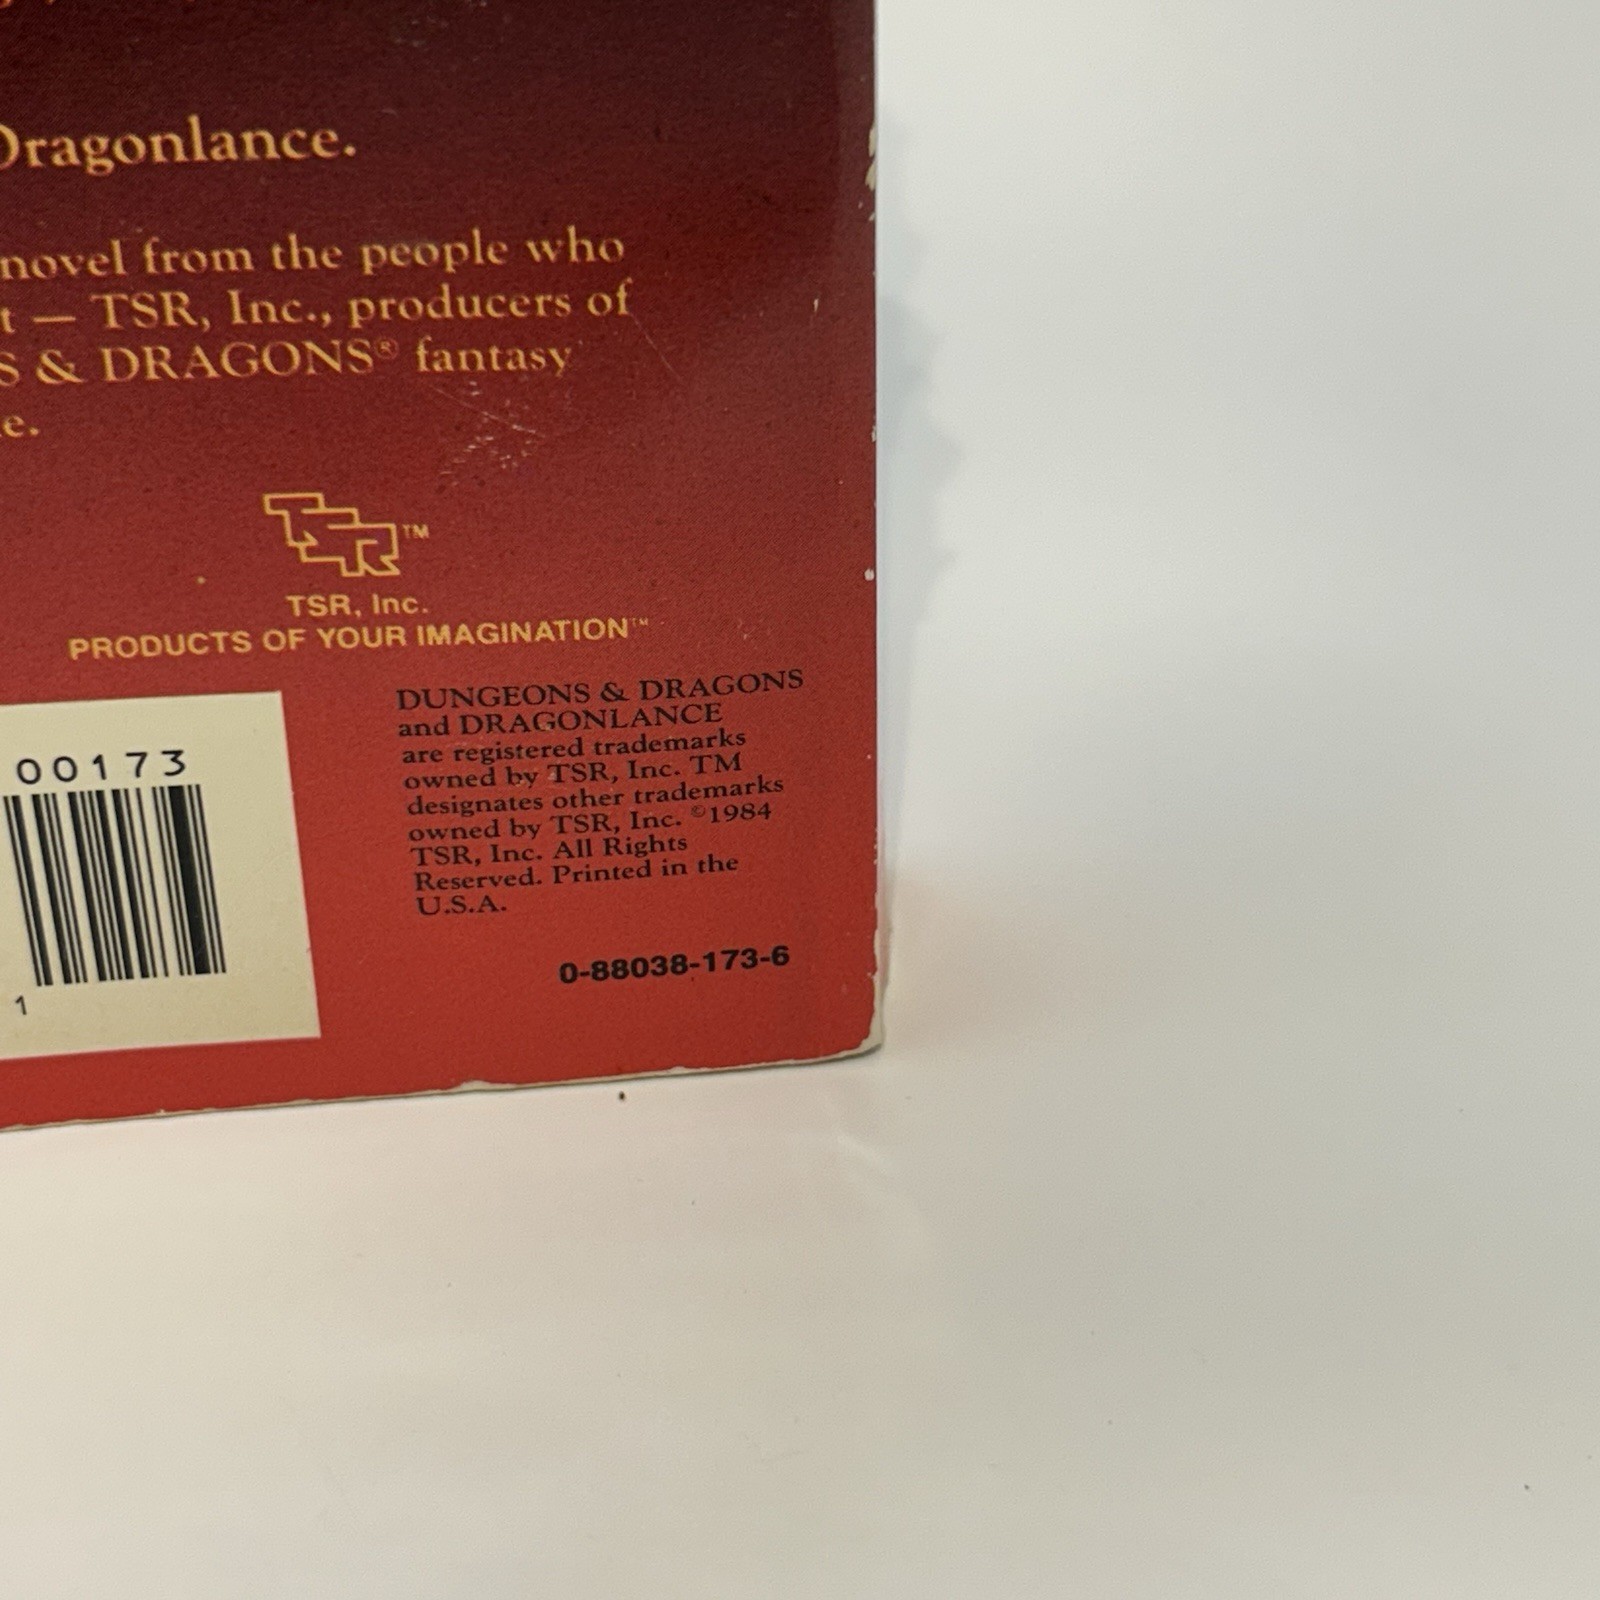 Dragonlance.
novel from the people who
t — TSR, Inc., producers of
S & DRAGONS® fantasy
e.
TSR™
TSR, Inc.
PRODUCTS OF YOUR IMAGINATION™
00173
1
DUNGEONS & DRAGONS
and DRAGONLANCE
are registered trademarks
owned by TSR, Inc. TM
designates other trademarks
owned by TSR, Inc. ©1984
TSR, Inc. All Rights
Reserved. Printed in the
U.S.A.
0-88038-173-6